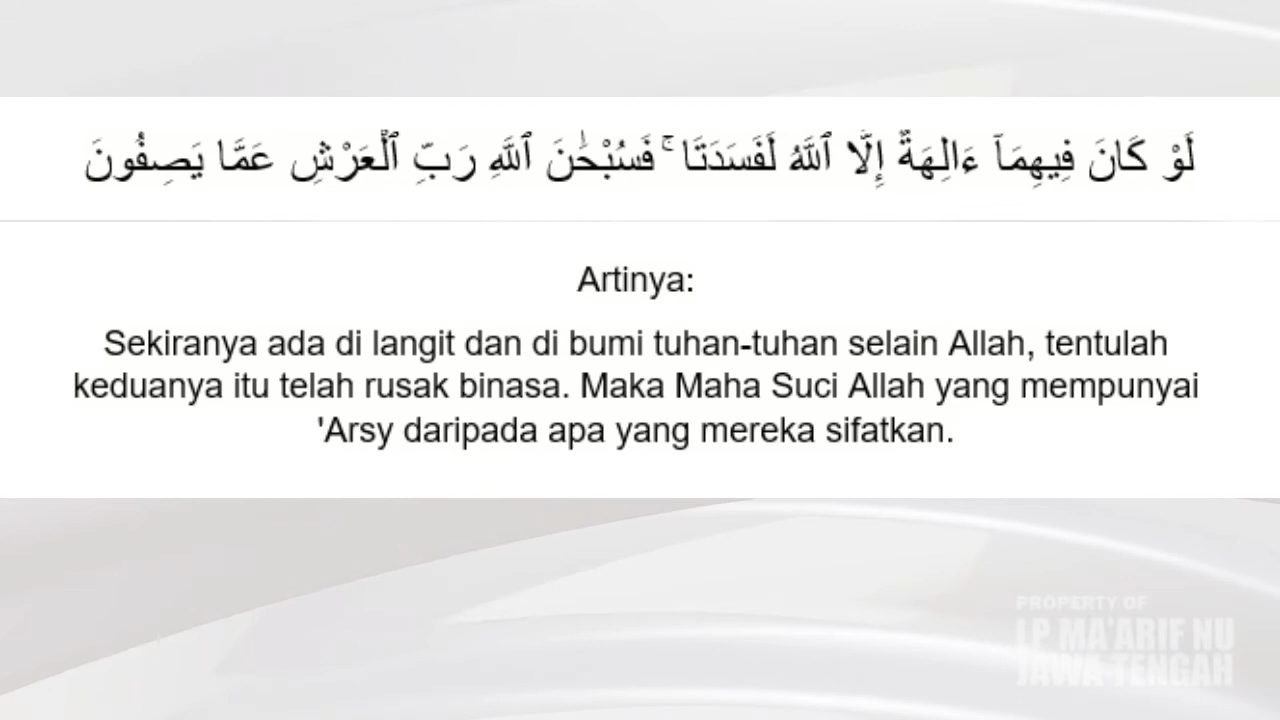 لَوْ كَانَ فِيهِمَآ ءَالِهَةٌ إِلَّا ٱللَّهُ لَفَسَدَتَا ۚ فَسُبْحَٰنَ ٱللَّهِ رَبِّ ٱلْعَرْشِ عَمَّا يَصِفُونَ
Artinya:
Sekiranya ada di langit dan di bumi tuhan-tuhan selain Allah, tentulah
keduanya itu telah rusak binasa. Maka Maha Suci Allah yang mempunyai
'Arsy daripada apa yang mereka sifatkan.
PROPERTY OF
LP MA'ARIF NU
JAWA TENGAH